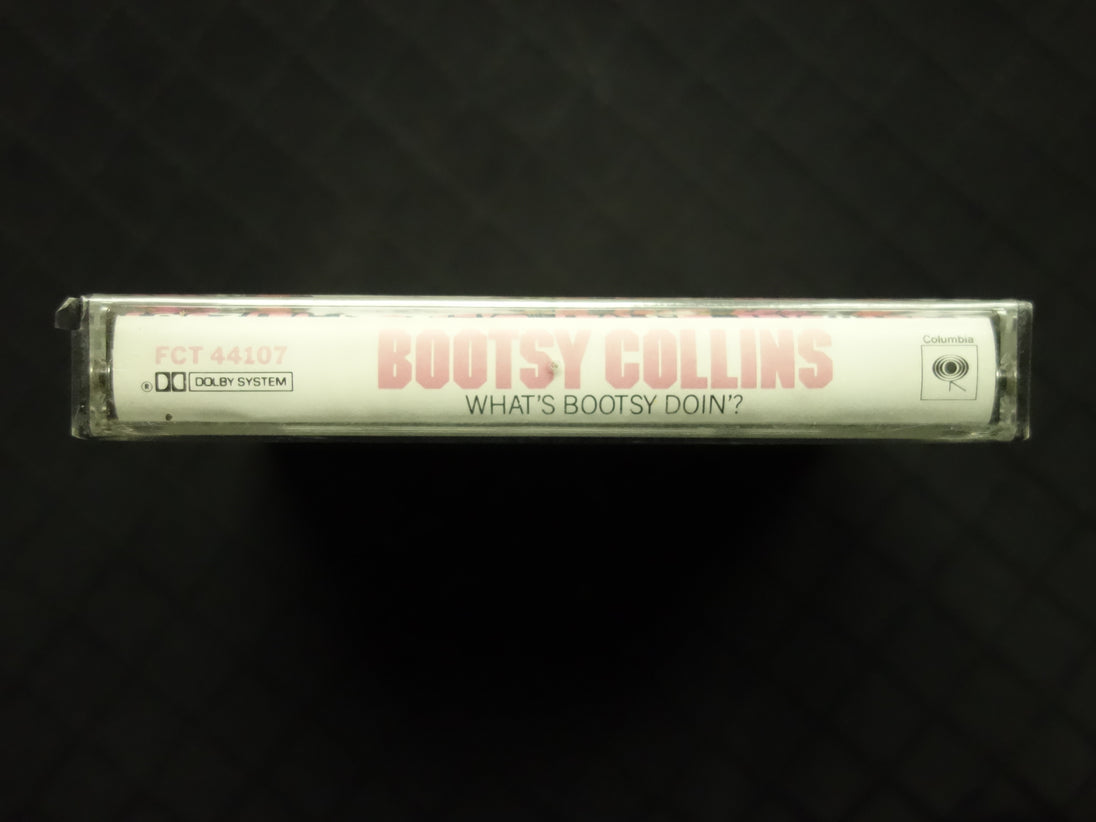 FCT 44107
® DOLBY SYSTEM
BOOTSY COLLINS
WHAT'S BOOTSY DOIN'?
Columbia